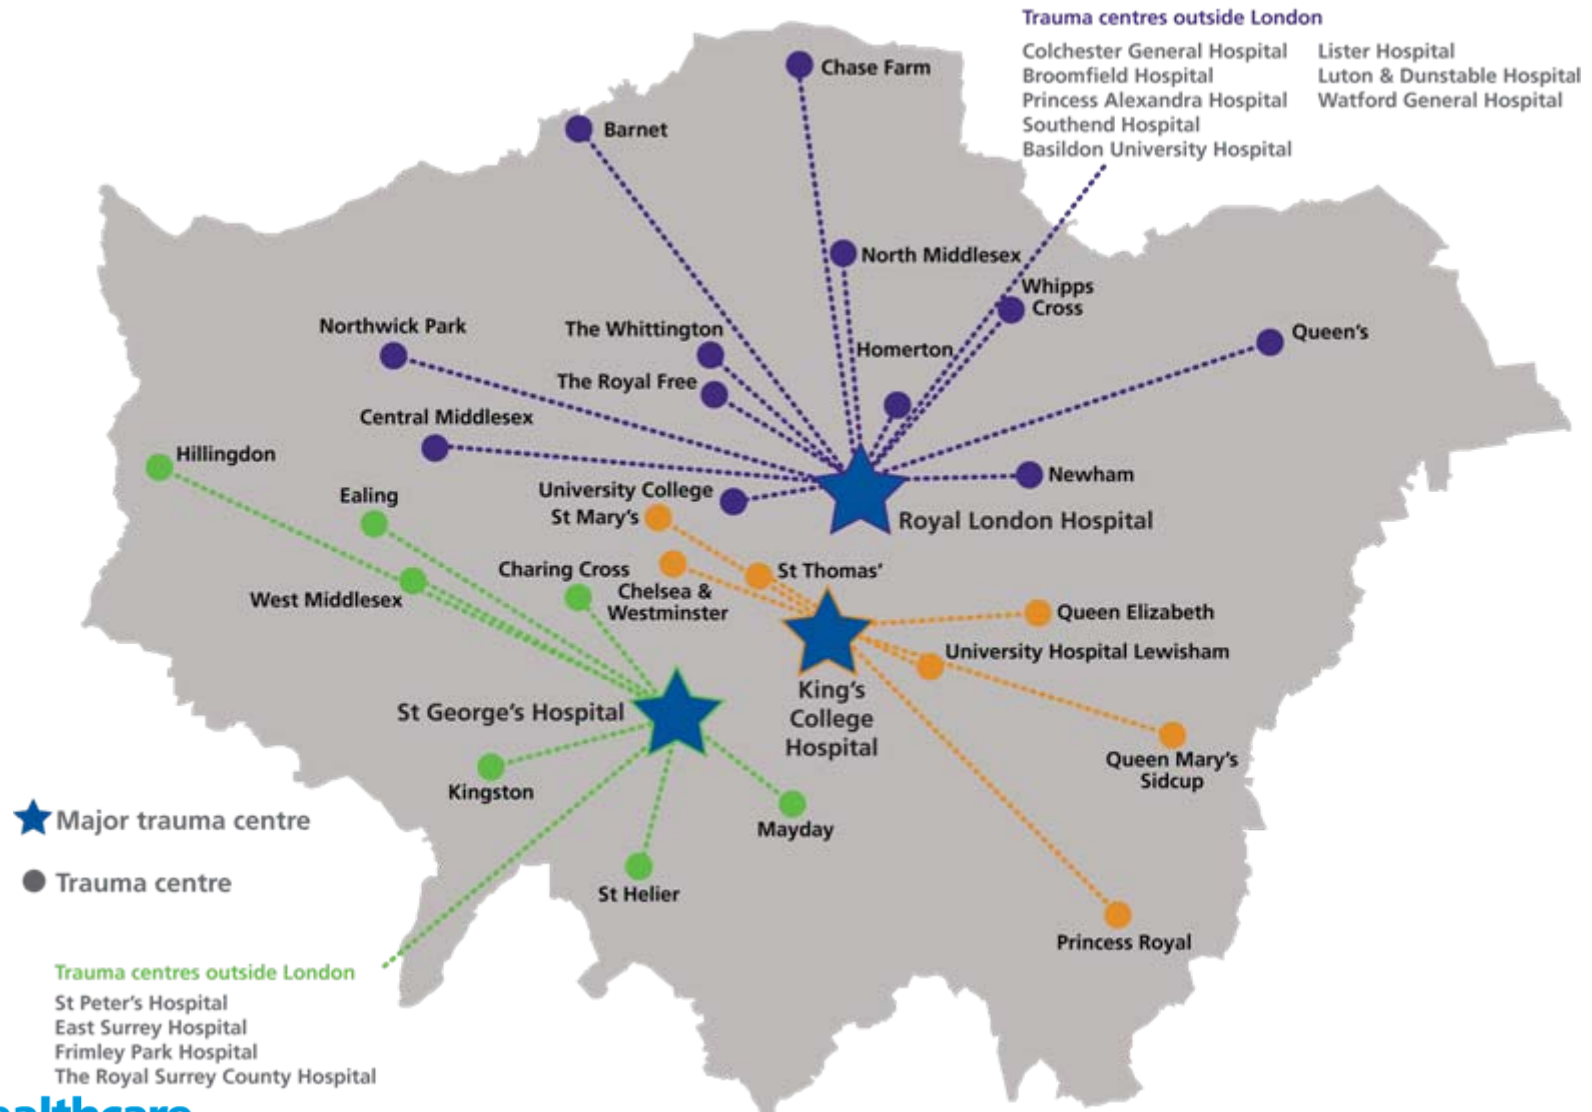 Trauma centres outside London
Colchester General Hospital
Broomfield Hospital
Princess Alexandra Hospital
Southend Hospital
Basildon University Hospital
Lister Hospital
Luton & Dunstable Hospital
Watford General Hospital
Chase Farm
Barnet
North Middlesex
Whipps
Cross
Northwick Park
The Whittington
Homerton
Queen's
The Royal Free
Central Middlesex
Hillingdon
Ealing
University College
Newham
St Mary's
Royal London Hospital
Charing Cross
St Thomas'
West Middlesex
Chelsea &
Westminster
Queen Elizabeth
University Hospital Lewisham
St George's Hospital
King's
College
Hospital
Queen Mary's
Sidcup
Kingston
Mayday
St Helier
Princess Royal
Major trauma centre
Trauma centre
Trauma centres outside London
St Peter's Hospital
East Surrey Hospital
Frimley Park Hospital
The Royal Surrey County Hospital